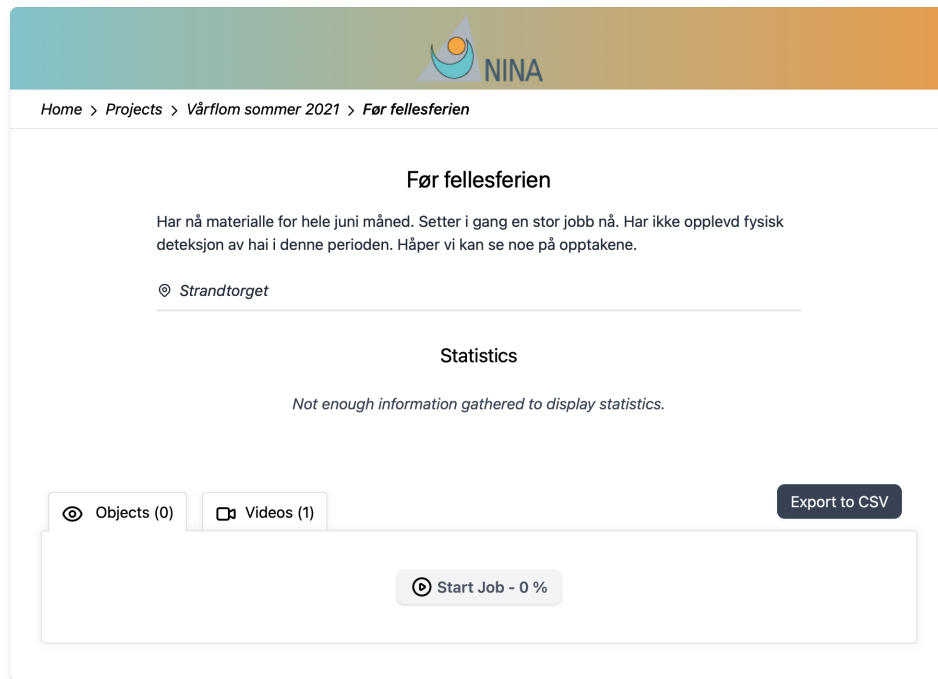 NINA
Home > Projects > Vårflom sommer 2021 > Før fellesferien
Før fellesferien
Har nå materialle for hele juni måned. Setter i gang en stor jobb nå. Har ikke opplevd fysisk
deteksjon av hai i denne perioden. Håper vi kan se noe på opptakene.
Strandtorget
Statistics
Not enough information gathered to display statistics.
Objects (0)
Videos (1)
Export to CSV
Start Job - 0 %